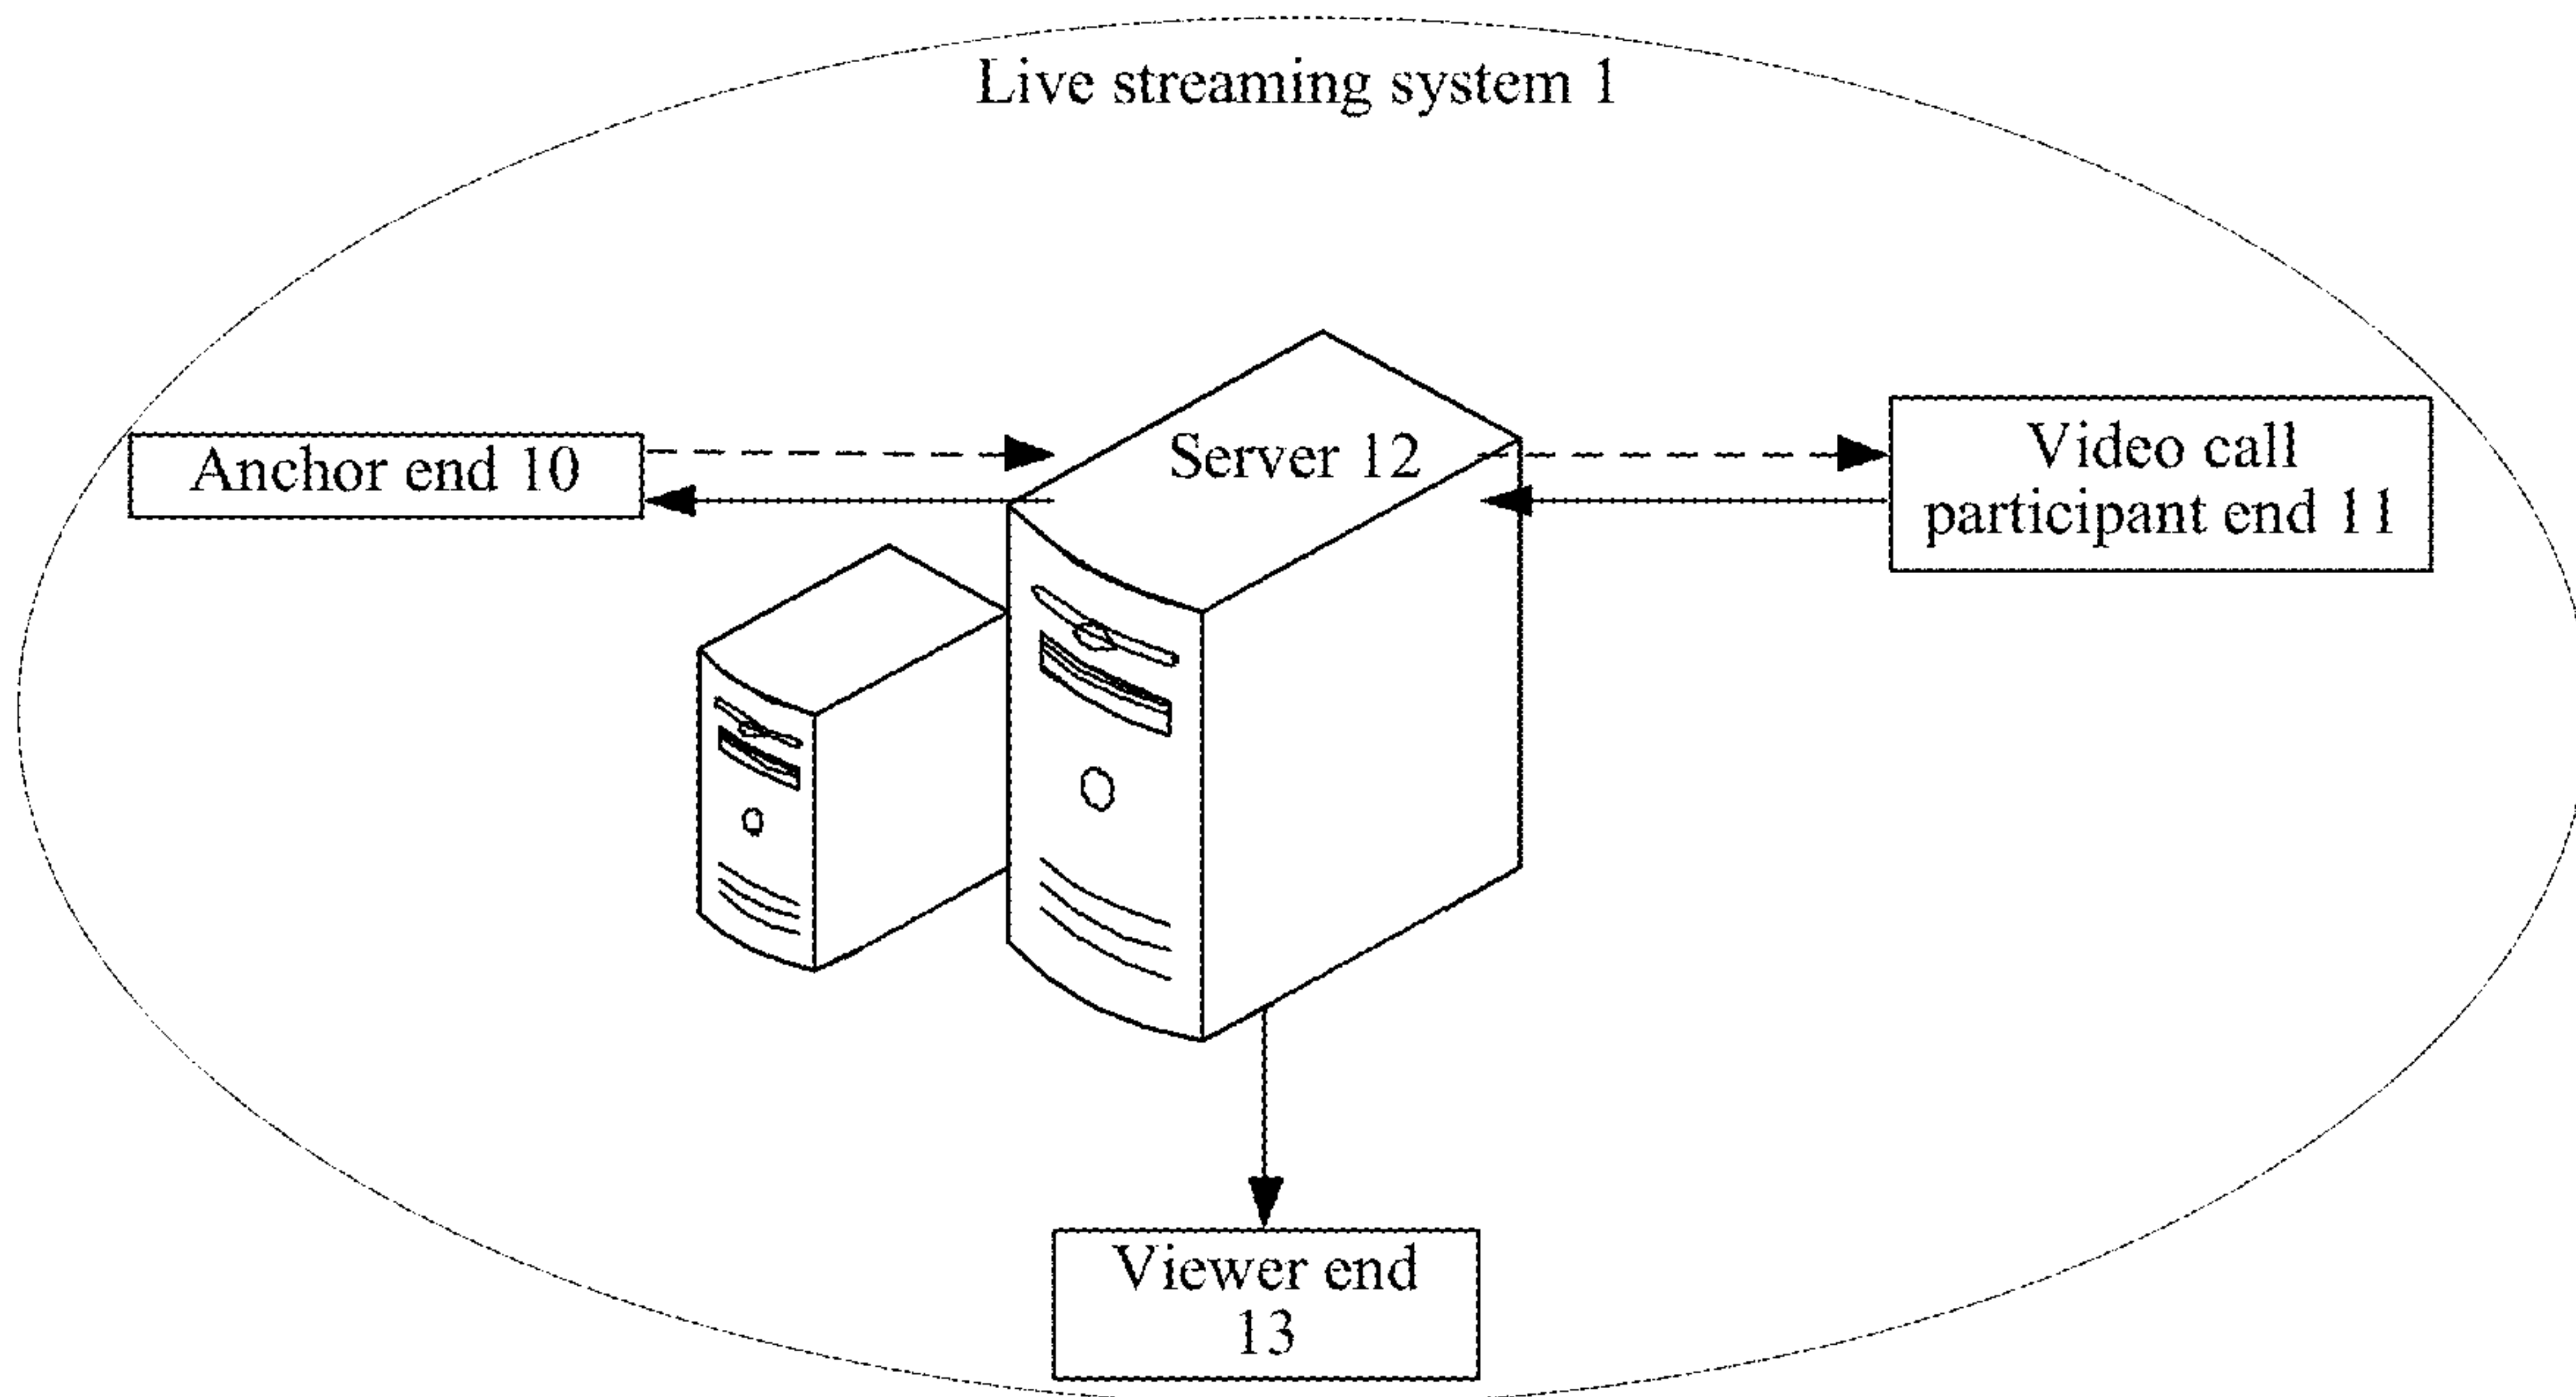 Live streaming system 1
Anchor end 10
Server 12
Video call
participant end 11
Viewer end
13